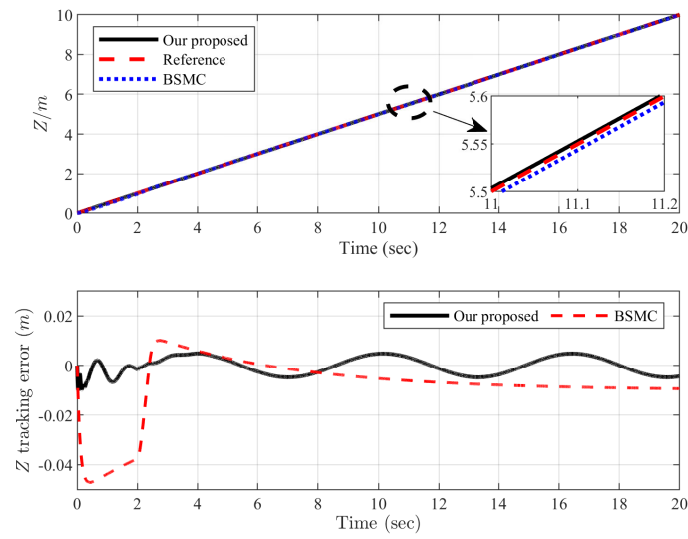 10
8
6
4
2
0
Z/m
Our proposed
Reference
BSMC
5.6
5.55
5.5
11 11.1 11.2
0 2 4 6 8 10 12 14 16 18 20
Time (sec)
0.02
0
-0.02
-0.04
Z tracking error (m)
Our proposed BSMC
0 2 4 6 8 10 12 14 16 18 20
Time (sec)